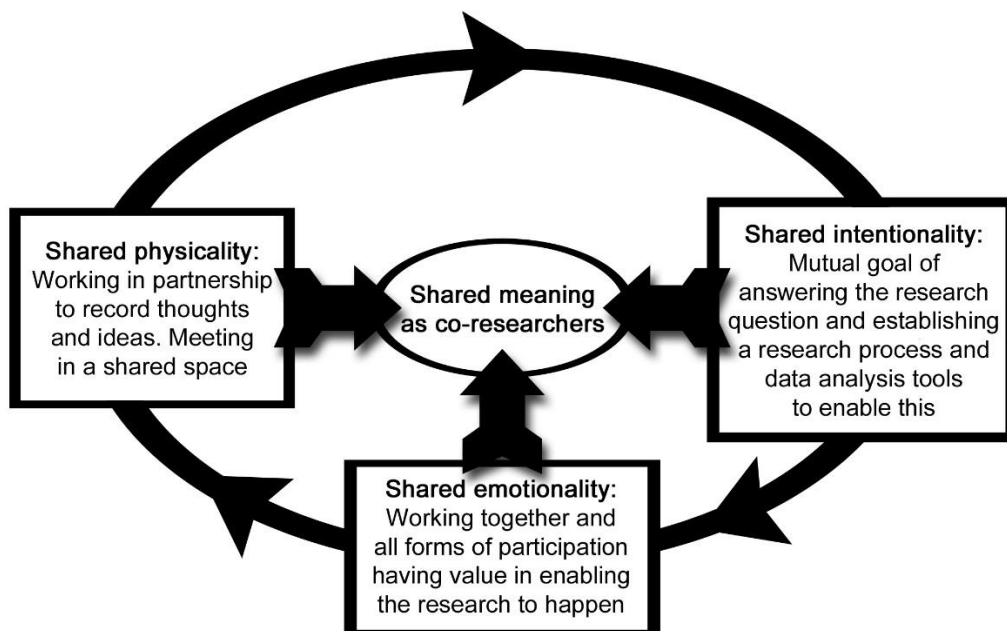 Shared physicality:
Working in partnership
to record thoughts
and ideas. Meeting
in a shared space
Shared meaning
as co-researchers
Shared intentionality:
Mutual goal of
answering the research
question and establishing
a research process and
data analysis tools
to enable this
Shared emotionality:
Working together and
all forms of participation
having value in enabling
the research to happen